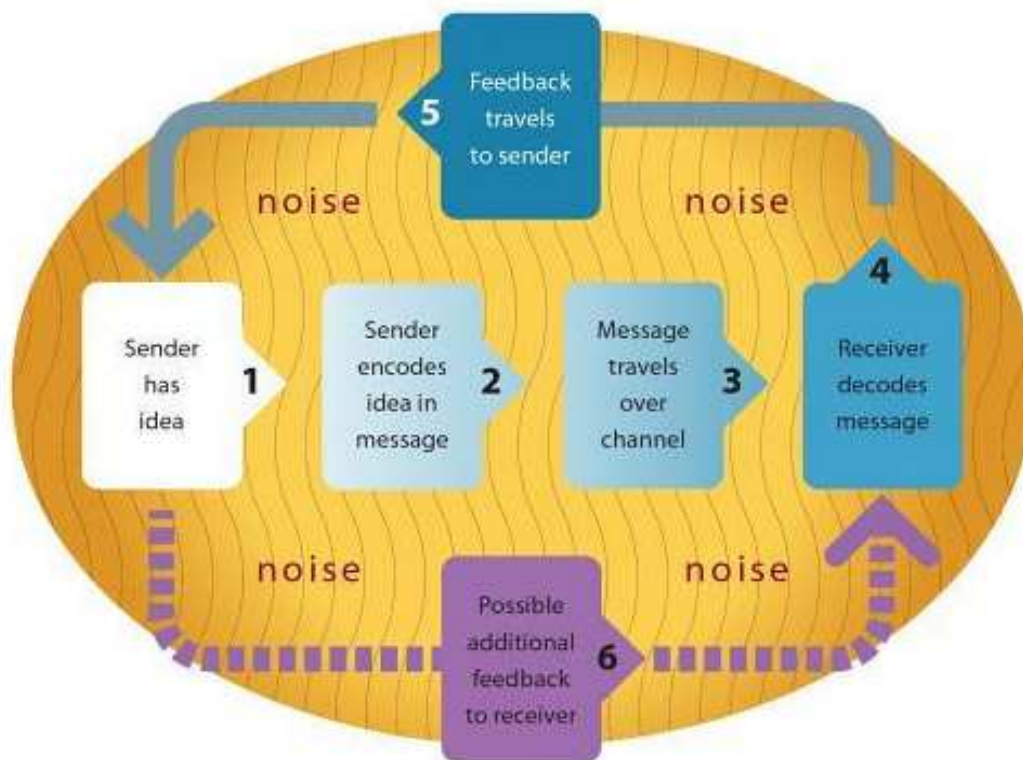 5
Feedback
travels
to sender
noise
noise
Sender
has
idea
1
Sender
encodes
idea in
message
2
Message
travels
over
channel
3
4
Receiver
decodes
message
noise
noise
Possible
additional
feedback
to receiver
6